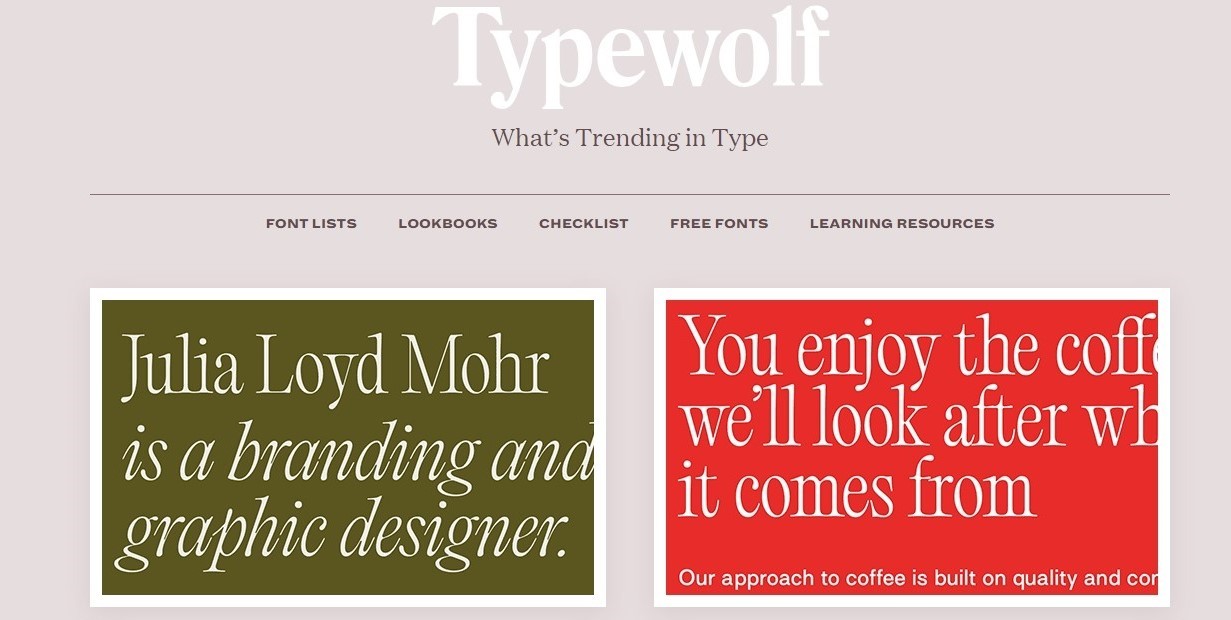 Typewolf
What's Trending in Type
FONT LISTS LOOKBOOKS CHECKLIST FREE FONTS LEARNING RESOURCES
Julia Loyd Mohr
is a branding and
graphic designer.
You enjoy the coffe
we'll look after wh
it comes from
Our approach to coffee is built on quality and con